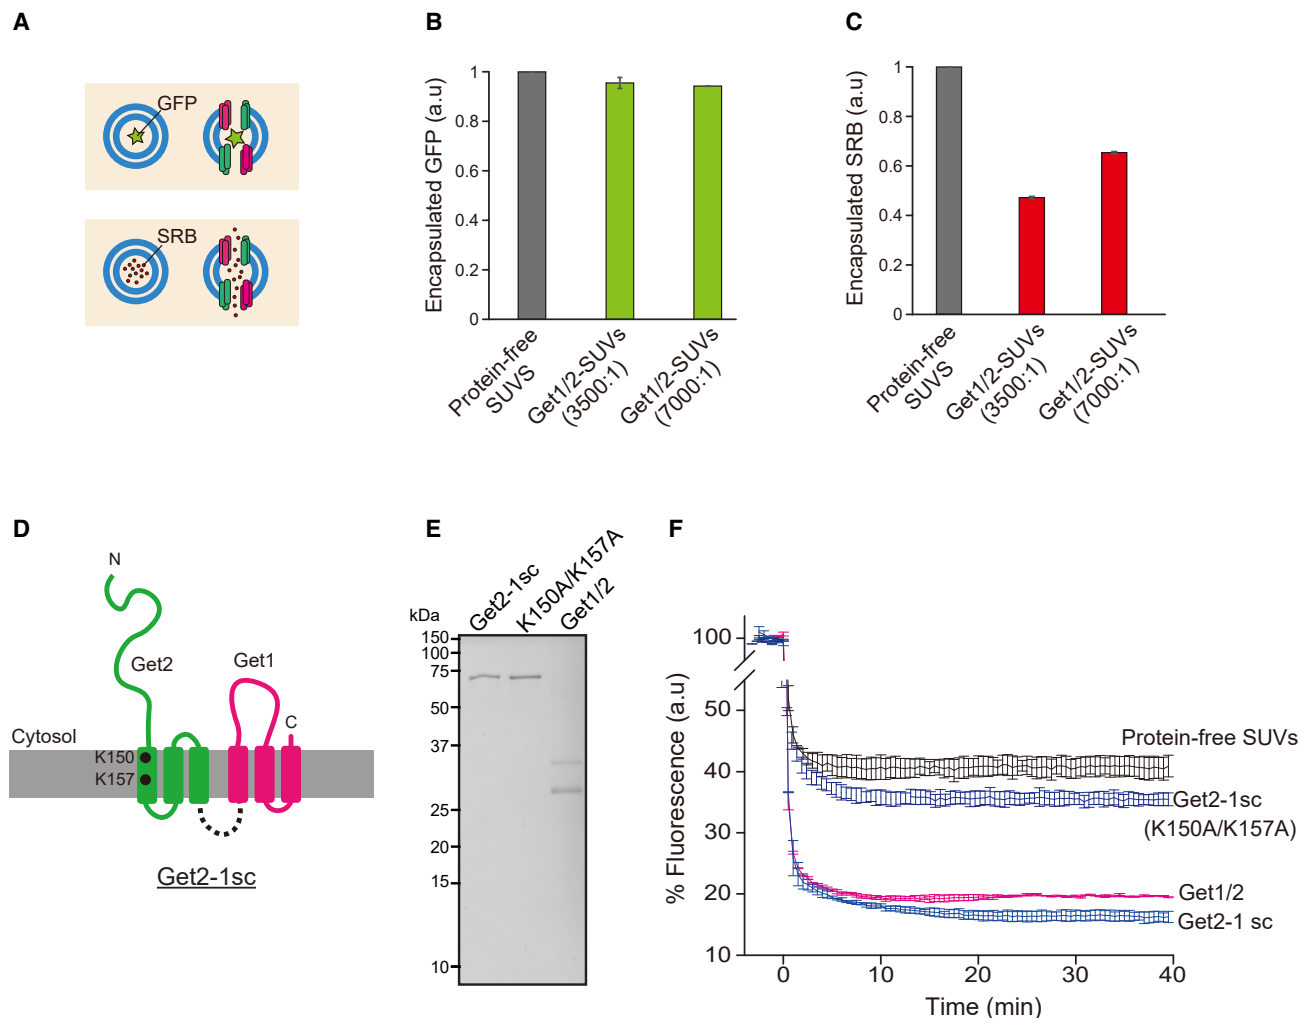 A
GFP
SRB
B
Encapsulated GFP (a.u)
1
0.8
0.6
0.4
0.2
0
Protein-free
SUVS
Get1/2-SUVs
(3500:1)
Get1/2-SUVs
(7000:1)
C
Encapsulated SRB (a.u)
1
0.8
0.6
0.4
0.2
0
Protein-free
SUVS
Get1/2-SUVs
(3500:1)
Get1/2-SUVs
(7000:1)
D
N
Get2
Get1
C
Cytosol
K150
K157
Get2-1sc
E
Get2-1sc
K150A/K157A
Get1/2
kDa
150
100
75
50
37
25
20
15
10
F
% Fluorescence (a.u)
100
50
40
30
20
10
Protein-free SUVs
Get2-1sc
(K150A/K157A)
Get1/2
Get2-1 sc
0
10
20
30
40
Time (min)